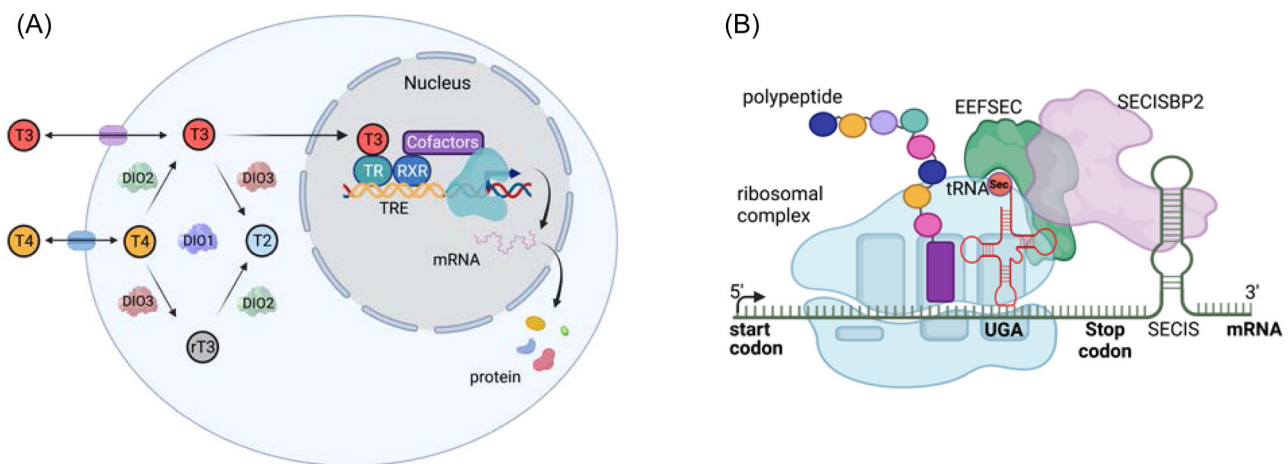 (A)
Nucleus
T3
T3
T3
Cofactors
DIO2
DIO3
TR
RXR
TRE
T4
T4
DIO1
T2
mRNA
DIO3
DIO2
rT3
protein
(B)
polypeptide
EEFSEC
SECISBP2
ribosomal
complex
tRNA
Sec
5'
3'
start
codon
UGA
Stop
codon
SECIS
mRNA